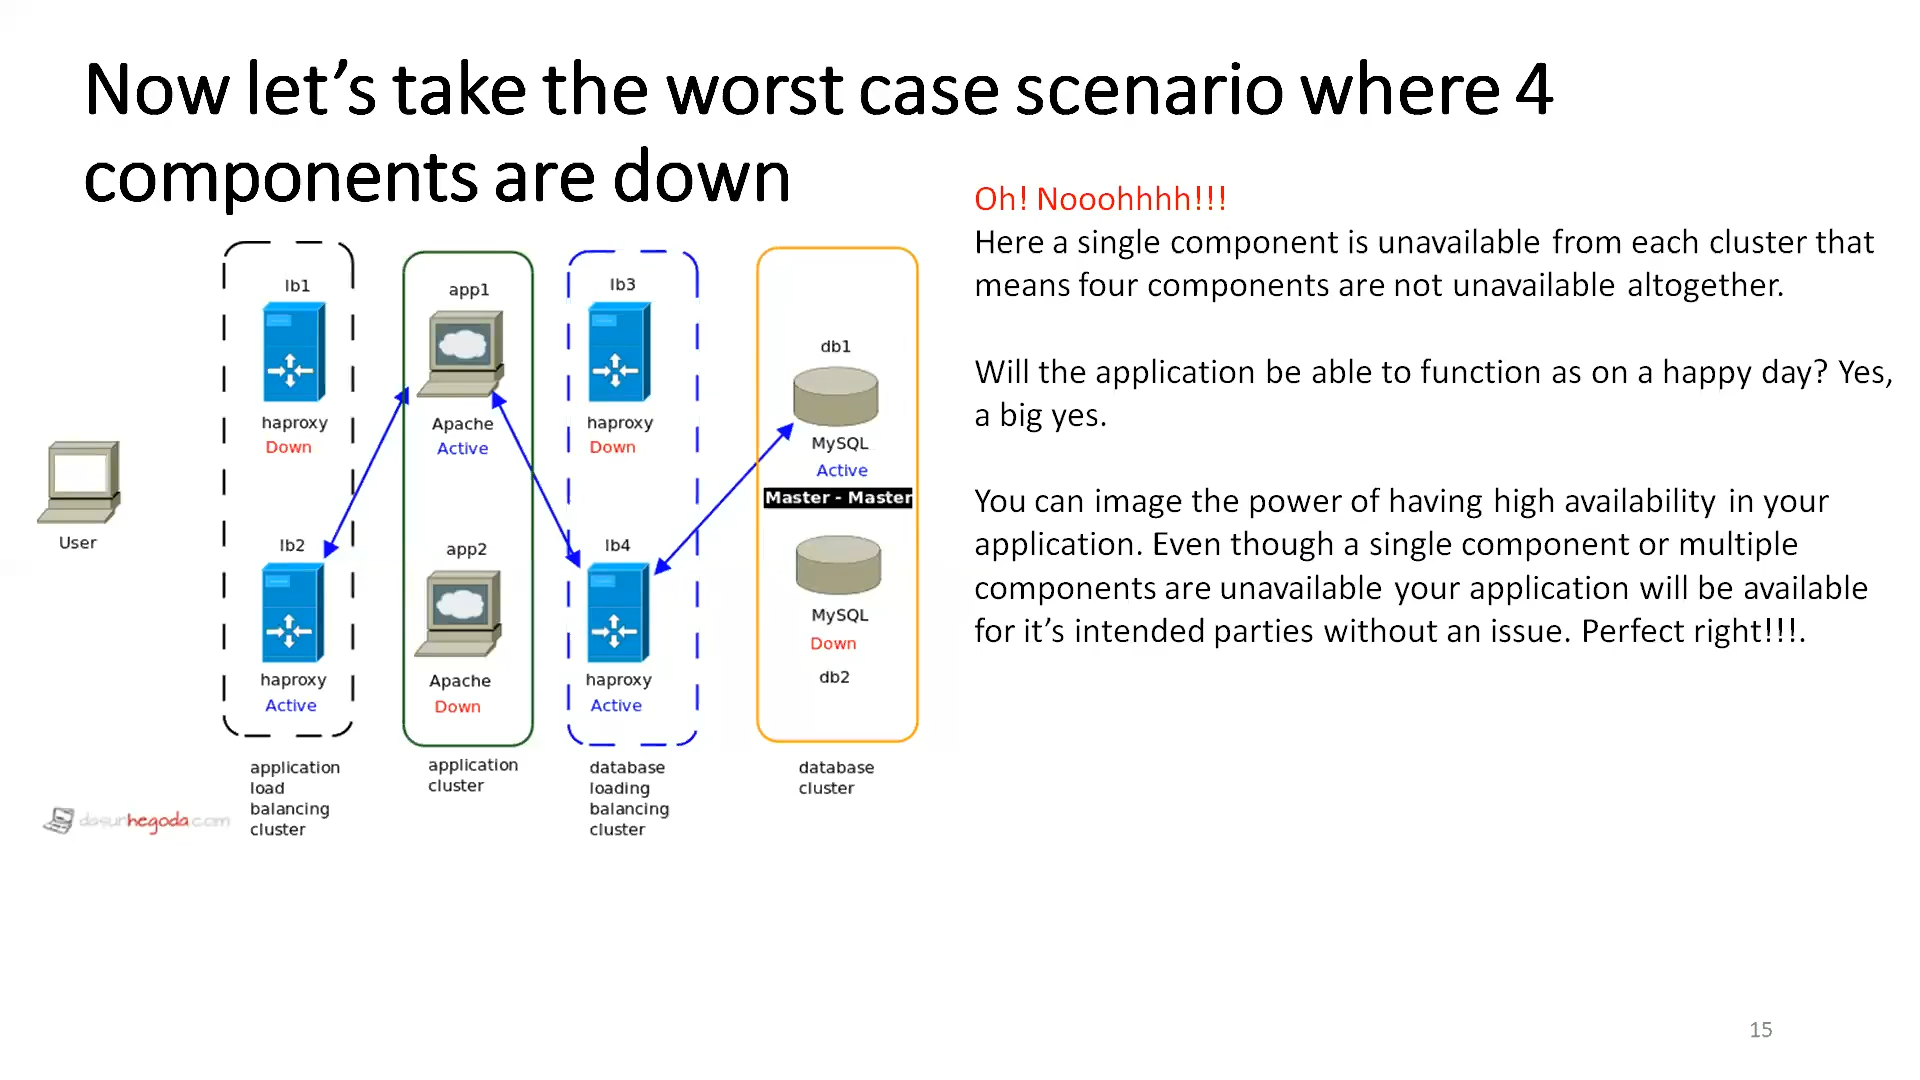 Now let’s take the worst case scenario where 4
components are down
Oh! Nooohhhh!!!
Here a single component is unavailable from each cluster that
means four components are not unavailable altogether.
Will the application be able to function as on a happy day? Yes,
a big yes.
You can image the power of having high availability in your
application. Even though a single component or multiple
components are unavailable your application will be available
for it’s intended parties without an issue. Perfect right!!!.
User
lb1
haproxy
Down
lb2
haproxy
Active
application
load
balancing
cluster
app1
Apache
Active
app2
Apache
Down
application
cluster
lb3
haproxy
Down
lb4
haproxy
Active
database
loading
balancing
cluster
db1
MySQL
Active
Master - Master
MySQL
Down
db2
database
cluster
dasunhegoda.com
15